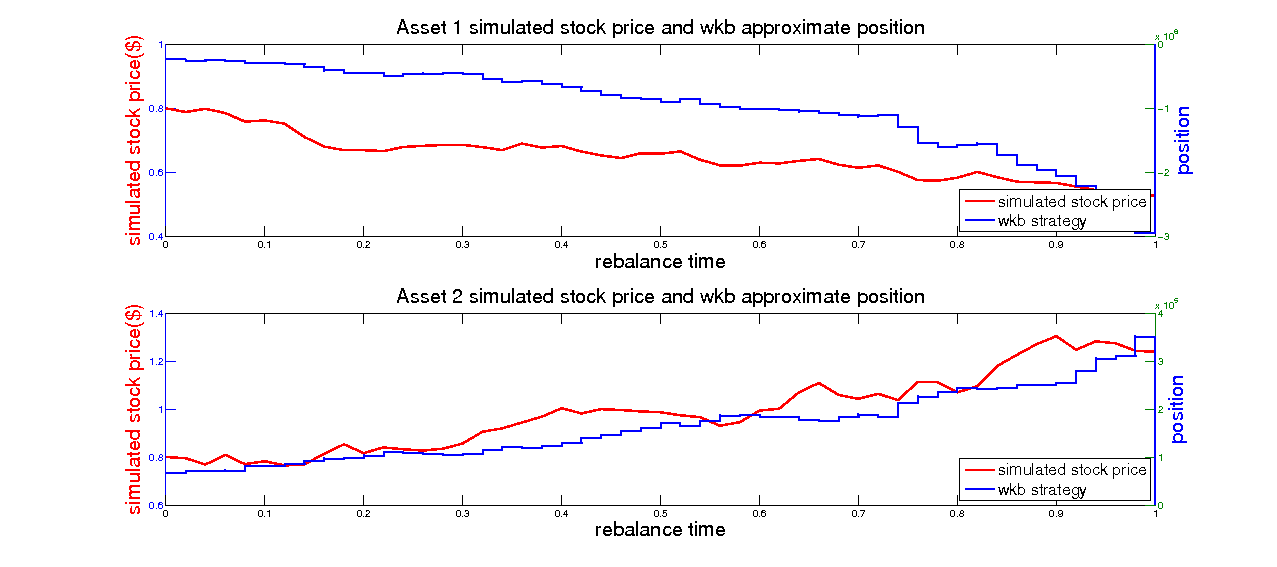 Asset 1 simulated stock price and wkb approximate position
x 10
simulated stock price($)
1
0.8
0.6
0.4
0
-1
-2
-3
position
simulated stock price
wkb strategy
0 0.1 0.2 0.3 0.4 0.5 0.6 0.7 0.8 0.9 1
rebalance time
Asset 2 simulated stock price and wkb approximate position
x 10
simulated stock price($)
1.4
1.2
1
0.8
0.6
4
3
2
1
0
position
simulated stock price
wkb strategy
0 0.1 0.2 0.3 0.4 0.5 0.6 0.7 0.8 0.9 1
rebalance time